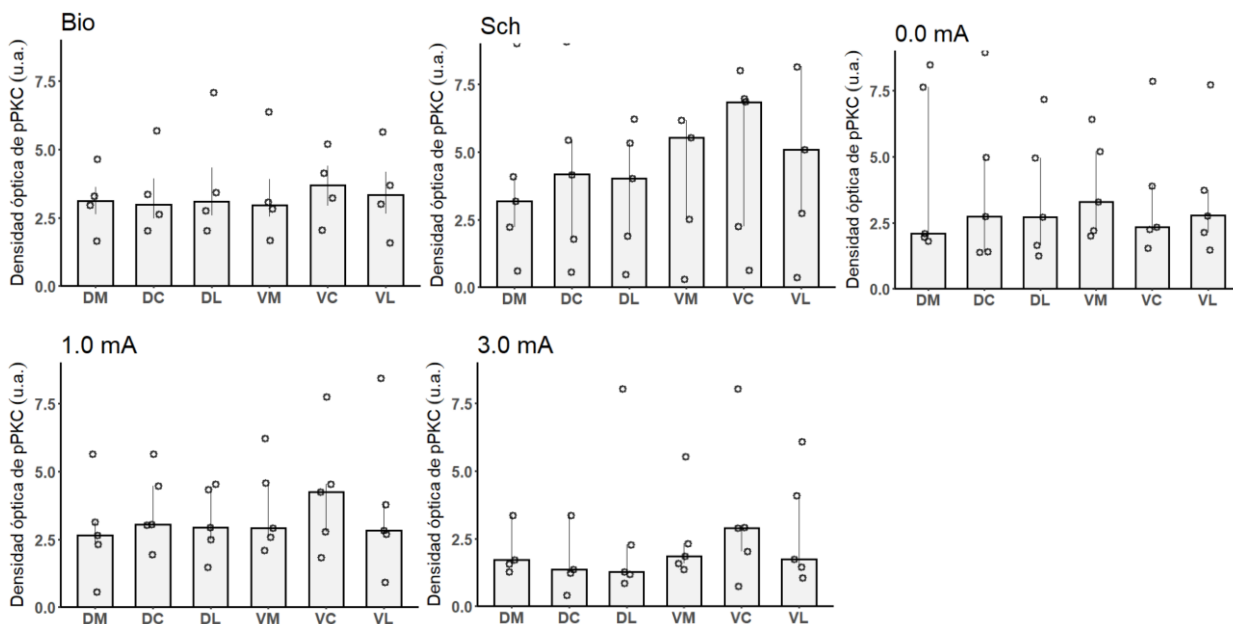 Bio
Densidad óptica de pPKC (u.a.)
7.5
5.0
2.5
0.0
DM DC DL VM VC VL
Sch
Densidad óptica de pPKC (u.a.)
7.5
5.0
2.5
0.0
DM DC DL VM VC VL
0.0 mA
Densidad óptica de pPKC (u.a.)
7.5
5.0
2.5
0.0
DM DC DL VM VC VL
1.0 mA
Densidad óptica de pPKC (u.a.)
7.5
5.0
2.5
0.0
DM DC DL VM VC VL
3.0 mA
Densidad óptica de pPKC (u.a.)
7.5
5.0
2.5
0.0
DM DC DL VM VC VL